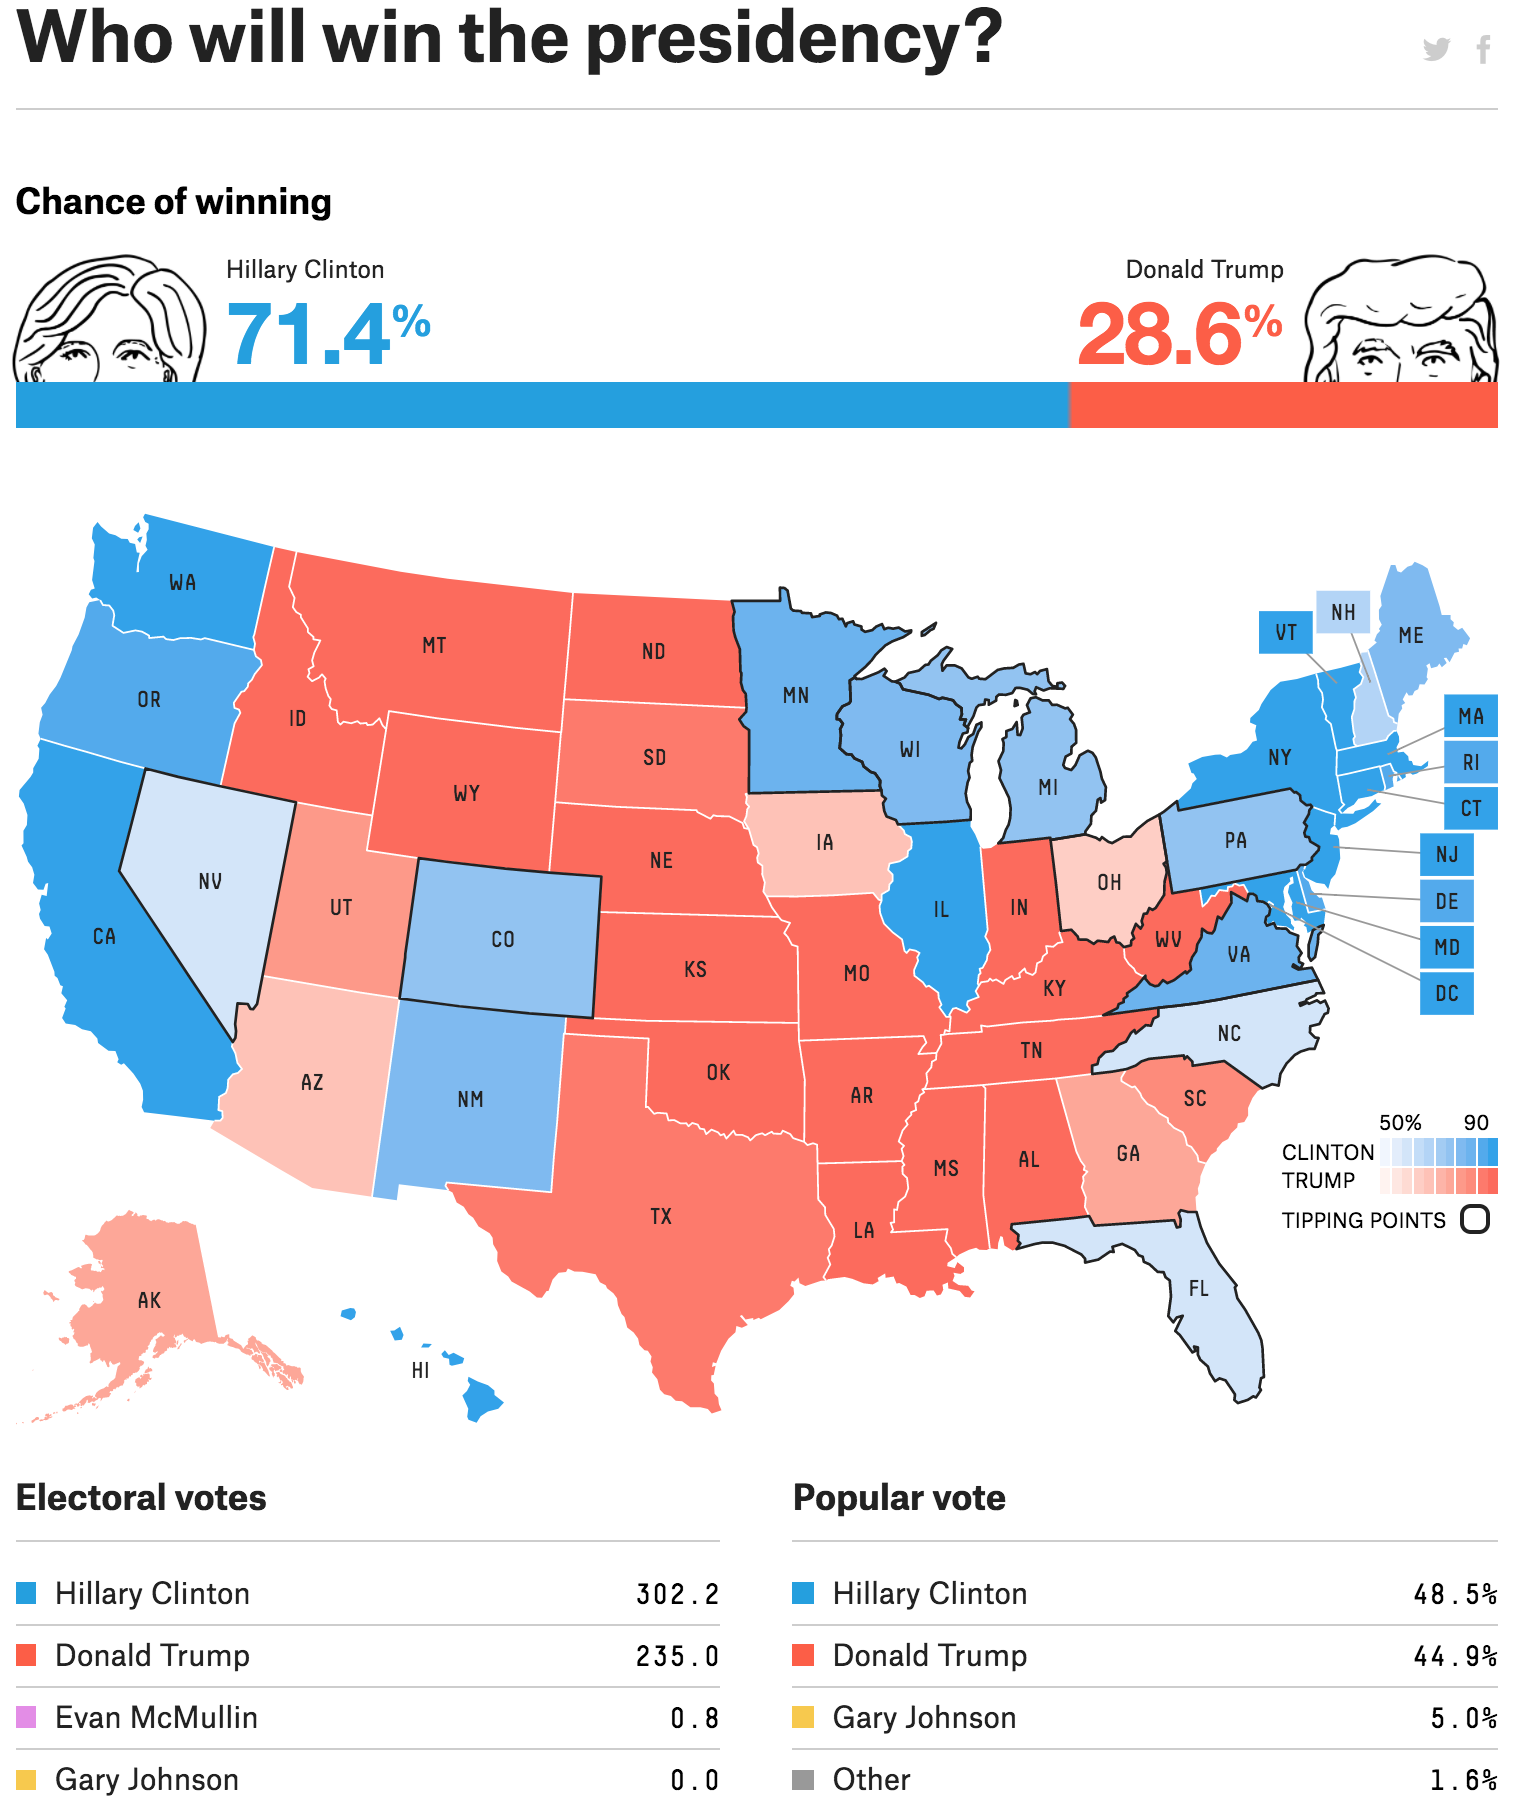 Who will win the presidency?
Chance of winning
Hillary Clinton
71.4%
Donald Trump
28.6%
WA
OR
CA
NV
ID
MT
WY
UT
CO
AZ
NM
ND
SD
NE
KS
OK
TX
MN
IA
MO
AR
LA
WI
IL
MI
IN
OH
KY
TN
MS
AL
GA
FL
SC
NC
VA
WV
PA
NY
VT
NH
ME
MA
RI
CT
NJ
DE
MD
DC
AK
HI
50% 90
CLINTON
TRUMP
TIPPING POINTS
Electoral votes
Hillary Clinton 302.2
Donald Trump 235.0
Evan McMullin 0.8
Gary Johnson 0.0
Popular vote
Hillary Clinton 48.5%
Donald Trump 44.9%
Gary Johnson 5.0%
Other 1.6%